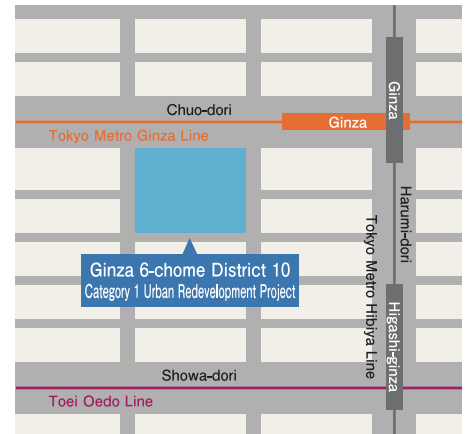 Chuo-dori
Ginza
Ginza
Tokyo Metro Ginza Line
Harumi-dori
Tokyo Metro Hibiya Line
Ginza 6-chome District 10
Category 1 Urban Redevelopment Project
Higashi-ginza
Showa-dori
Toei Oedo Line